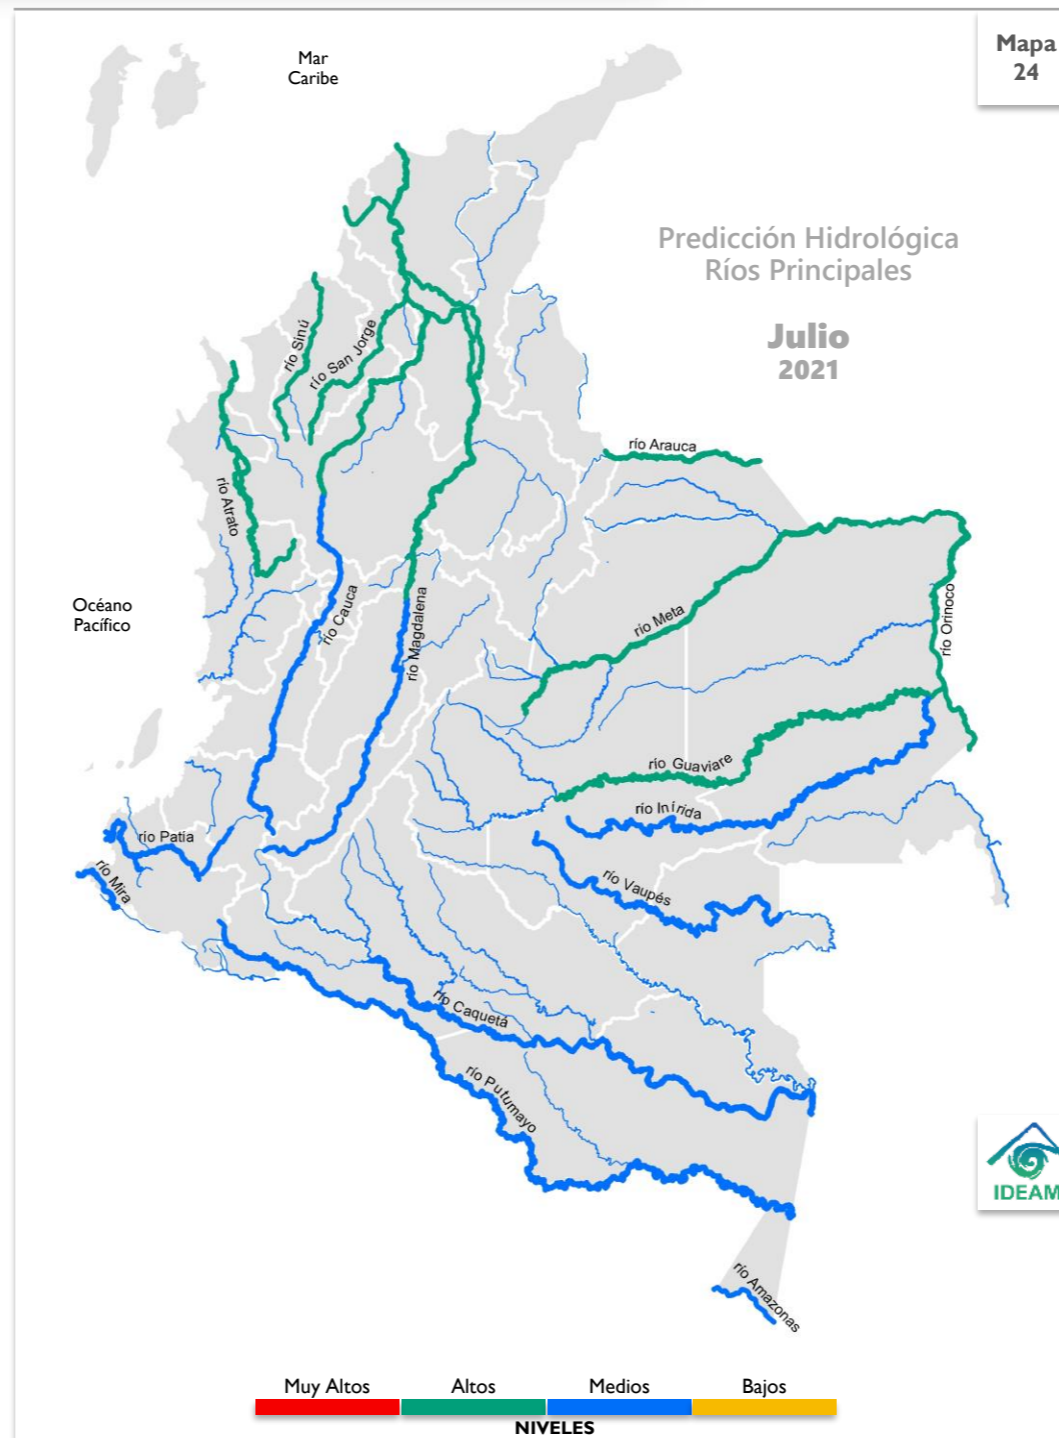 Mapa
24
Mar
Caribe
Predicción Hidrológica
Ríos Principales
Julio
2021
río Sinú
río San Jorge
río Arauca
río Atrato
río Cauca
río Magdalena
río Meta
río Orinoco
Océano
Pacífico
río Guaviare
río Inírida
río Patía
río Mira
río Vaupés
río Caquetá
río Putumayo
IDEAM
río Amazonas
Muy Altos
Altos
Medios
Bajos
NIVELES